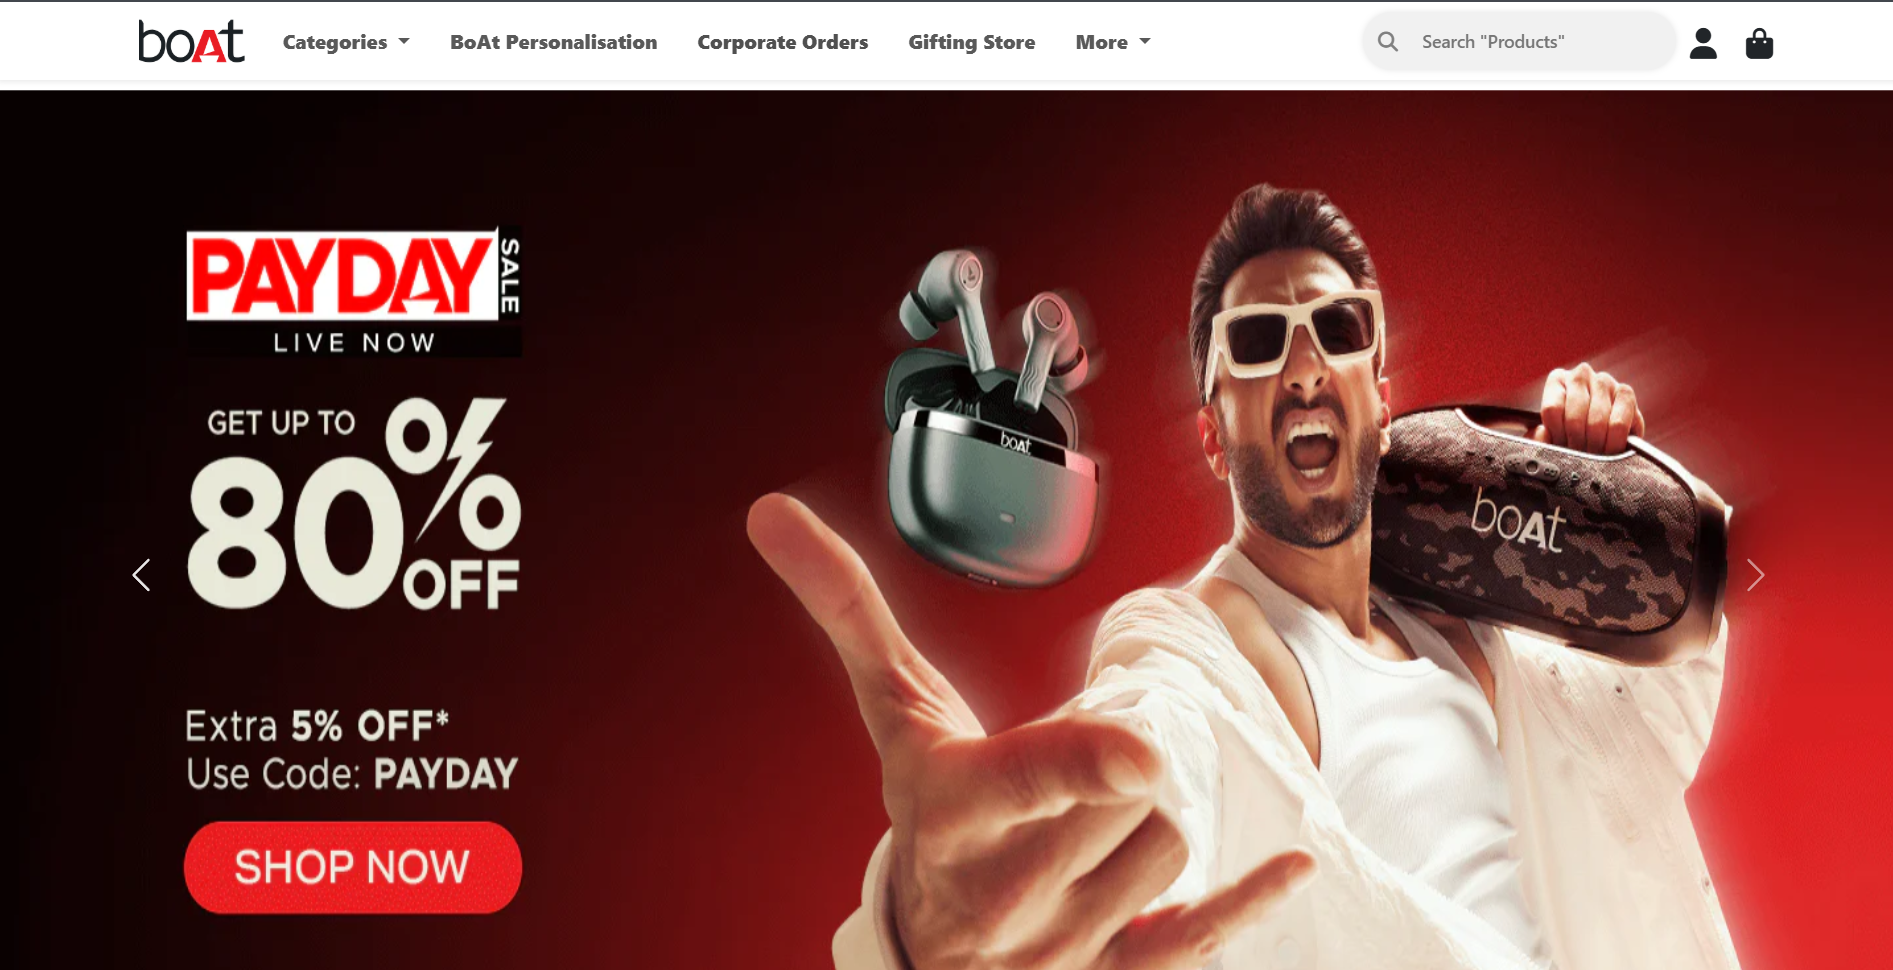 boAt
Categories
BoAt Personalisation
Corporate Orders
Gifting Store
More
Search "Products"
PAYDAY
SALE
LIVE NOW
GET UP TO
80% OFF
Extra 5% OFF*
Use Code: PAYDAY
SHOP NOW
boAt
boAt